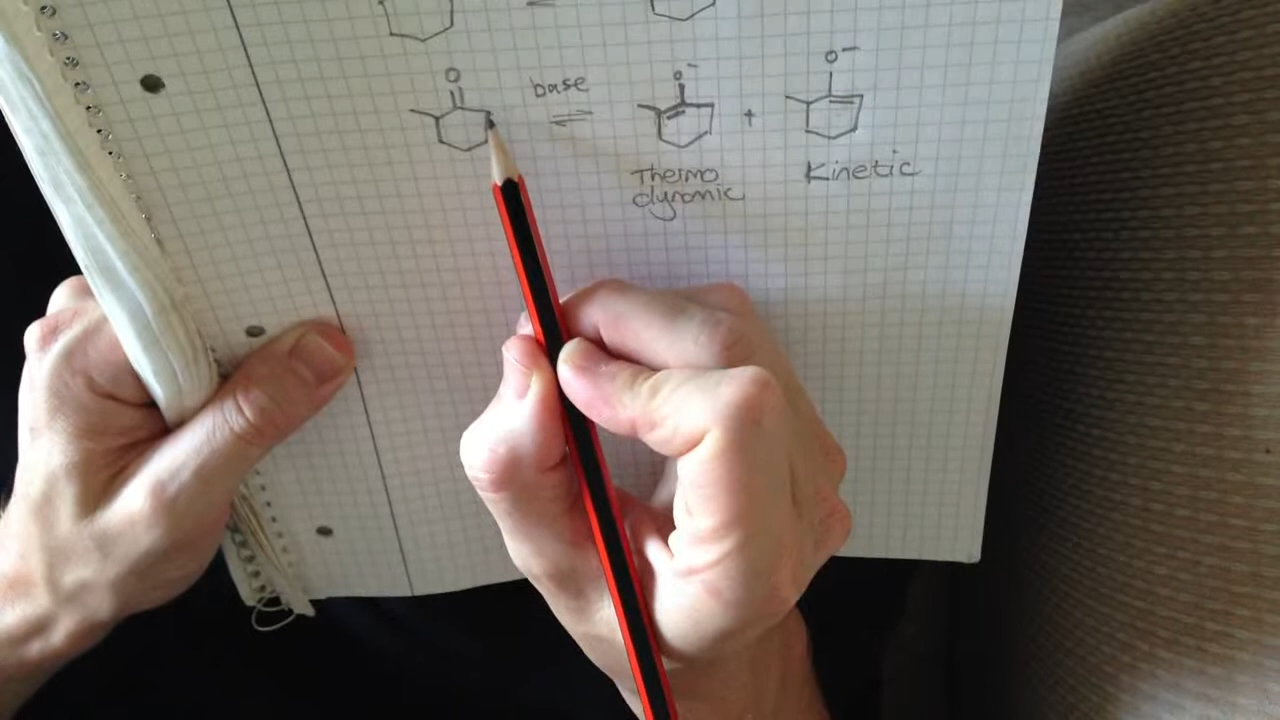 O base O⁻ + O⁻
Thermo Kinetic
dynamic